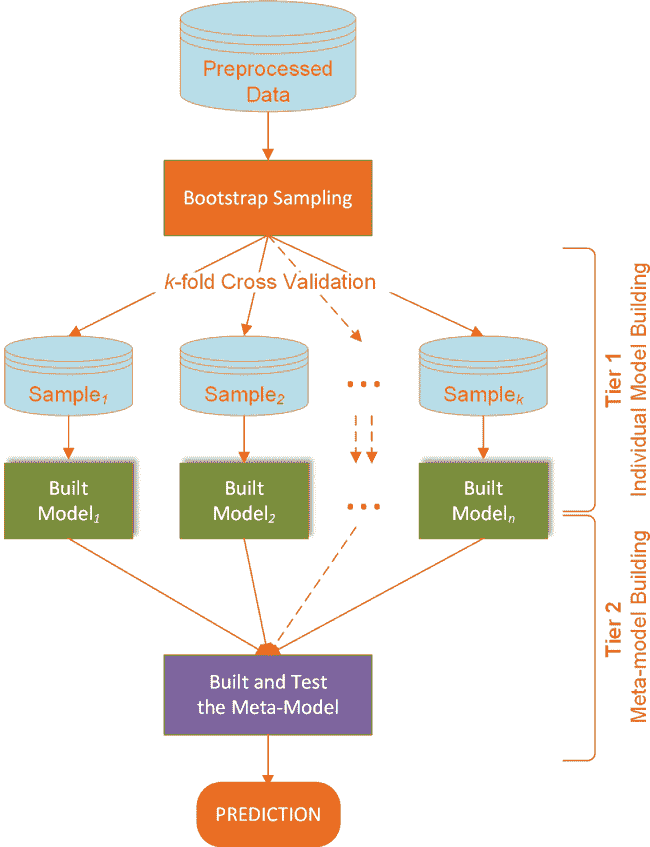 Preprocessed
Data
Bootstrap Sampling
k-fold Cross Validation
Sample1
Sample2
...
Samplek
Built
Model1
Built
Model2
...
Built
Modeln
Built and Test
the Meta-Model
PREDICTION
Tier 1
Individual Model Building
Tier 2
Meta-model Building